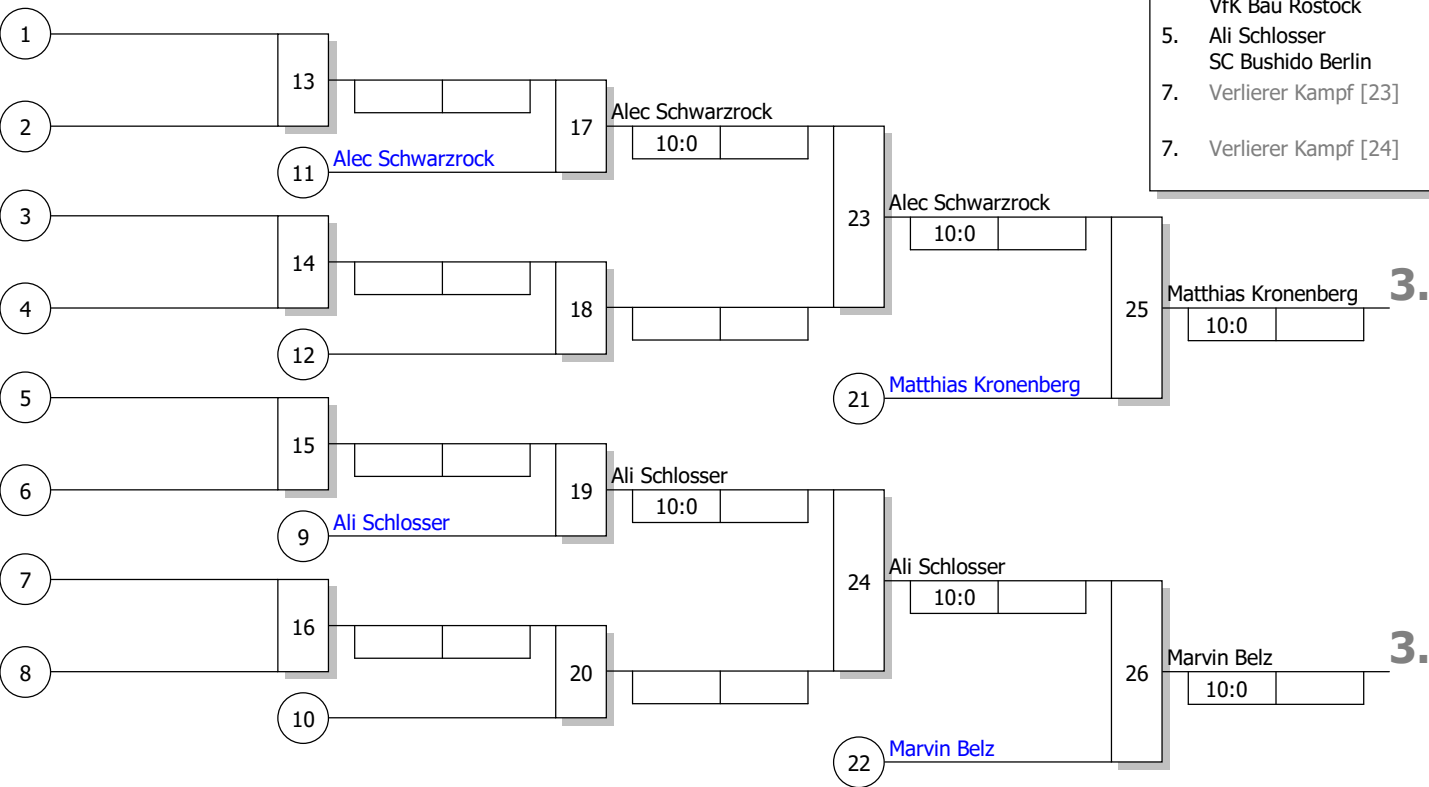 VfK Bau Rostock
5. Ali Schlosser
SC Bushido Berlin
7. Verlierer Kampf [23]
7. Verlierer Kampf [24]
1
13
2
17
Alec Schwarzrock
10:0
11
Alec Schwarzrock
3
23
Alec Schwarzrock
10:0
14
4
18
12
25
Matthias Kronenberg
10:0
3.
21
Matthias Kronenberg
5
15
6
19
Ali Schlosser
10:0
9
Ali Schlosser
7
24
Ali Schlosser
10:0
16
8
20
10
26
Marvin Belz
10:0
3.
22
Marvin Belz